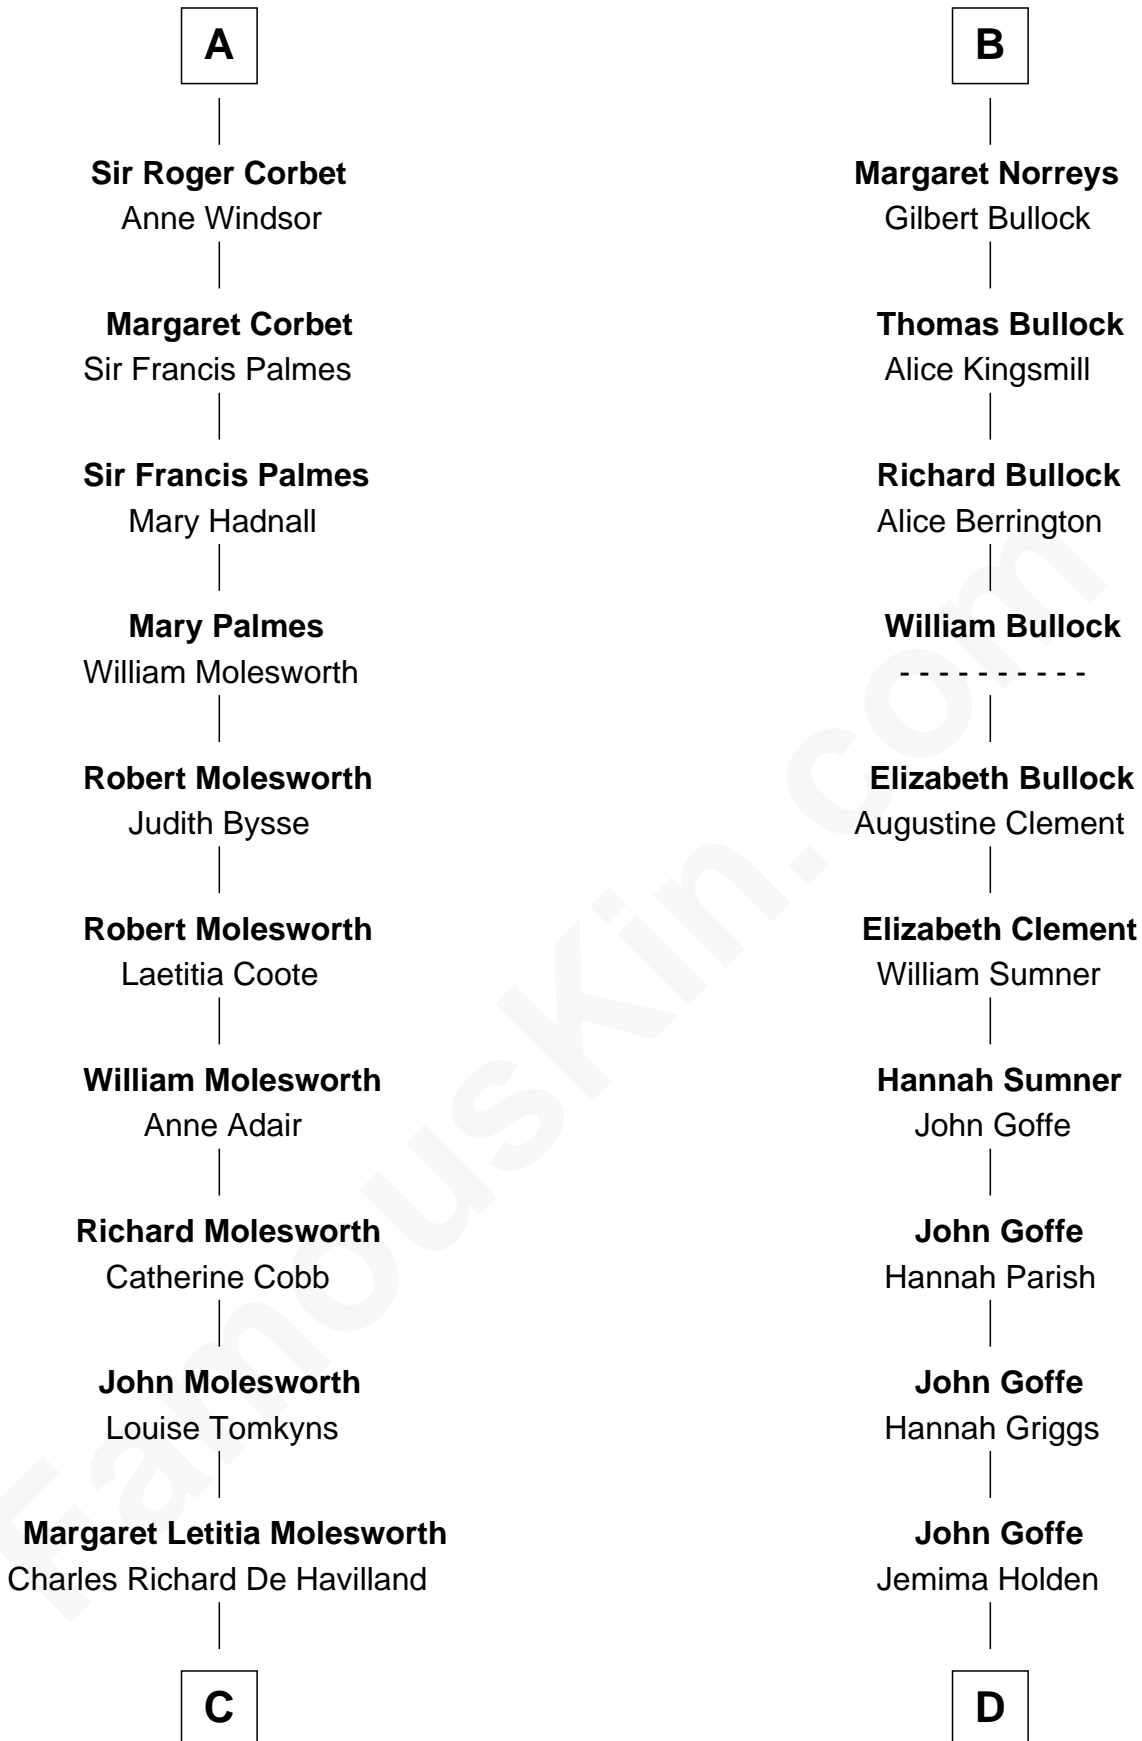 A
Sir Roger Corbet
Anne Windsor
Margaret Corbet
Sir Francis Palmes
Sir Francis Palmes
Mary Hadnall
Mary Palmes
William Molesworth
Robert Molesworth
Judith Bysse
Robert Molesworth
Laetitia Coote
William Molesworth
Anne Adair
Richard Molesworth
Catherine Cobb
John Molesworth
Louise Tomkyns
Margaret Letitia Molesworth
Charles Richard De Havilland
C
B
Margaret Norreys
Gilbert Bullock
Thomas Bullock
Alice Kingsmill
Richard Bullock
Alice Berrington
William Bullock
- - - - - - - - - -
Elizabeth Bullock
Augustine Clement
Elizabeth Clement
William Sumner
Hannah Sumner
John Goffe
John Goffe
Hannah Parish
John Goffe
Hannah Griggs
John Goffe
Jemima Holden
D
FamousKin.com